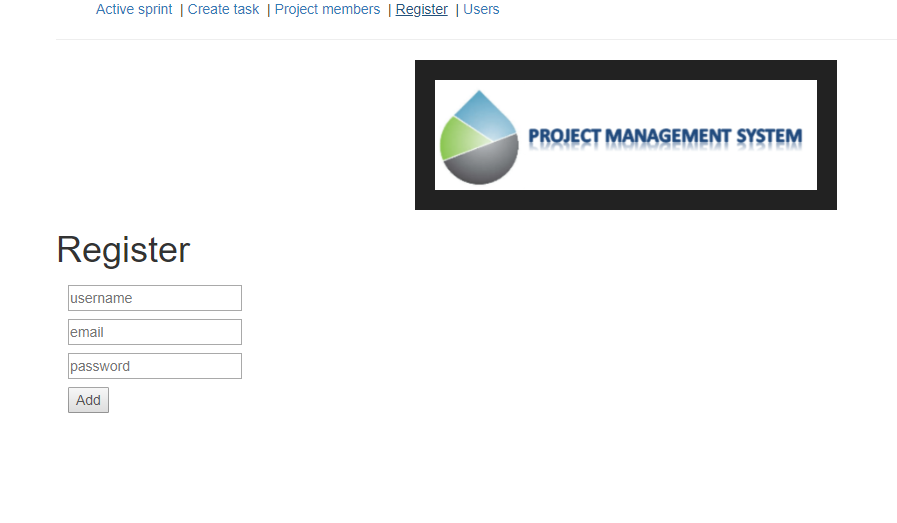 Active sprint | Create task | Project members | Register | Users
PROJECT MANAGEMENT SYSTEM
Register
username
email
password
Add